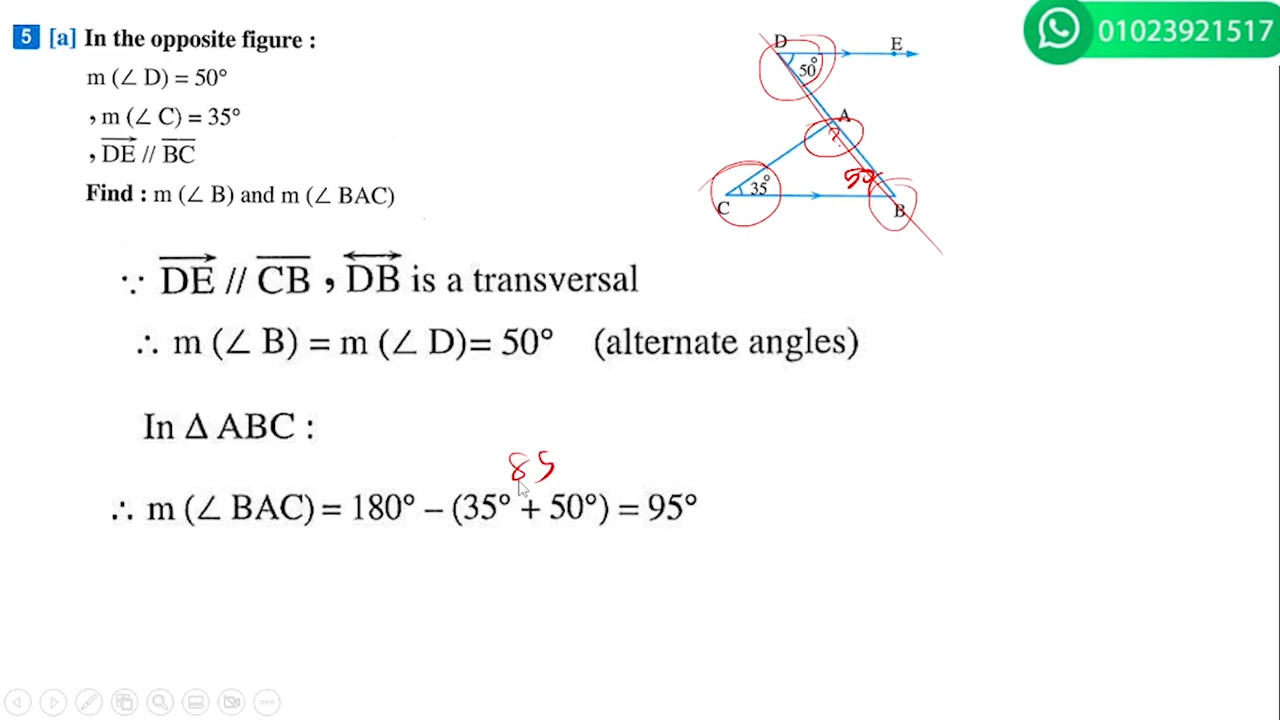 01023921517
5 [a] In the opposite figure :
m (∠ D) = 50°
, m (∠ C) = 35°
, DE // BC
Find : m (∠ B) and m (∠ BAC)
D
E
50°
A
?
50
35°
C
B
∵ DE // CB , DB is a transversal
∴ m (∠ B) = m (∠ D)= 50° (alternate angles)
In Δ ABC :
85
∴ m (∠ BAC) = 180° – (35° + 50°) = 95°